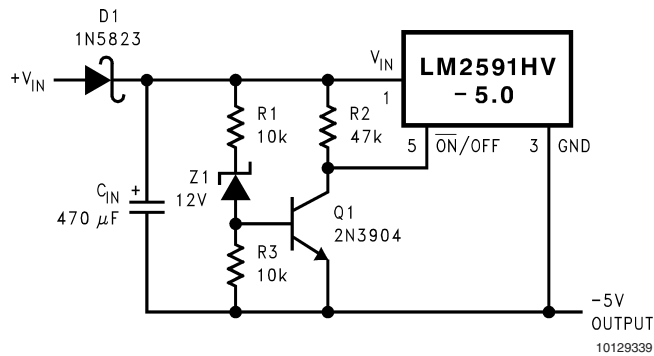 D1
1N5823
+VIN
VIN
1
LM2591HV
– 5.0
R1
10k
R2
47k
5
ON/OFF
3
GND
Z1
12V
CIN
+
470 μF
Q1
2N3904
R3
10k
–5V
OUTPUT
10129339